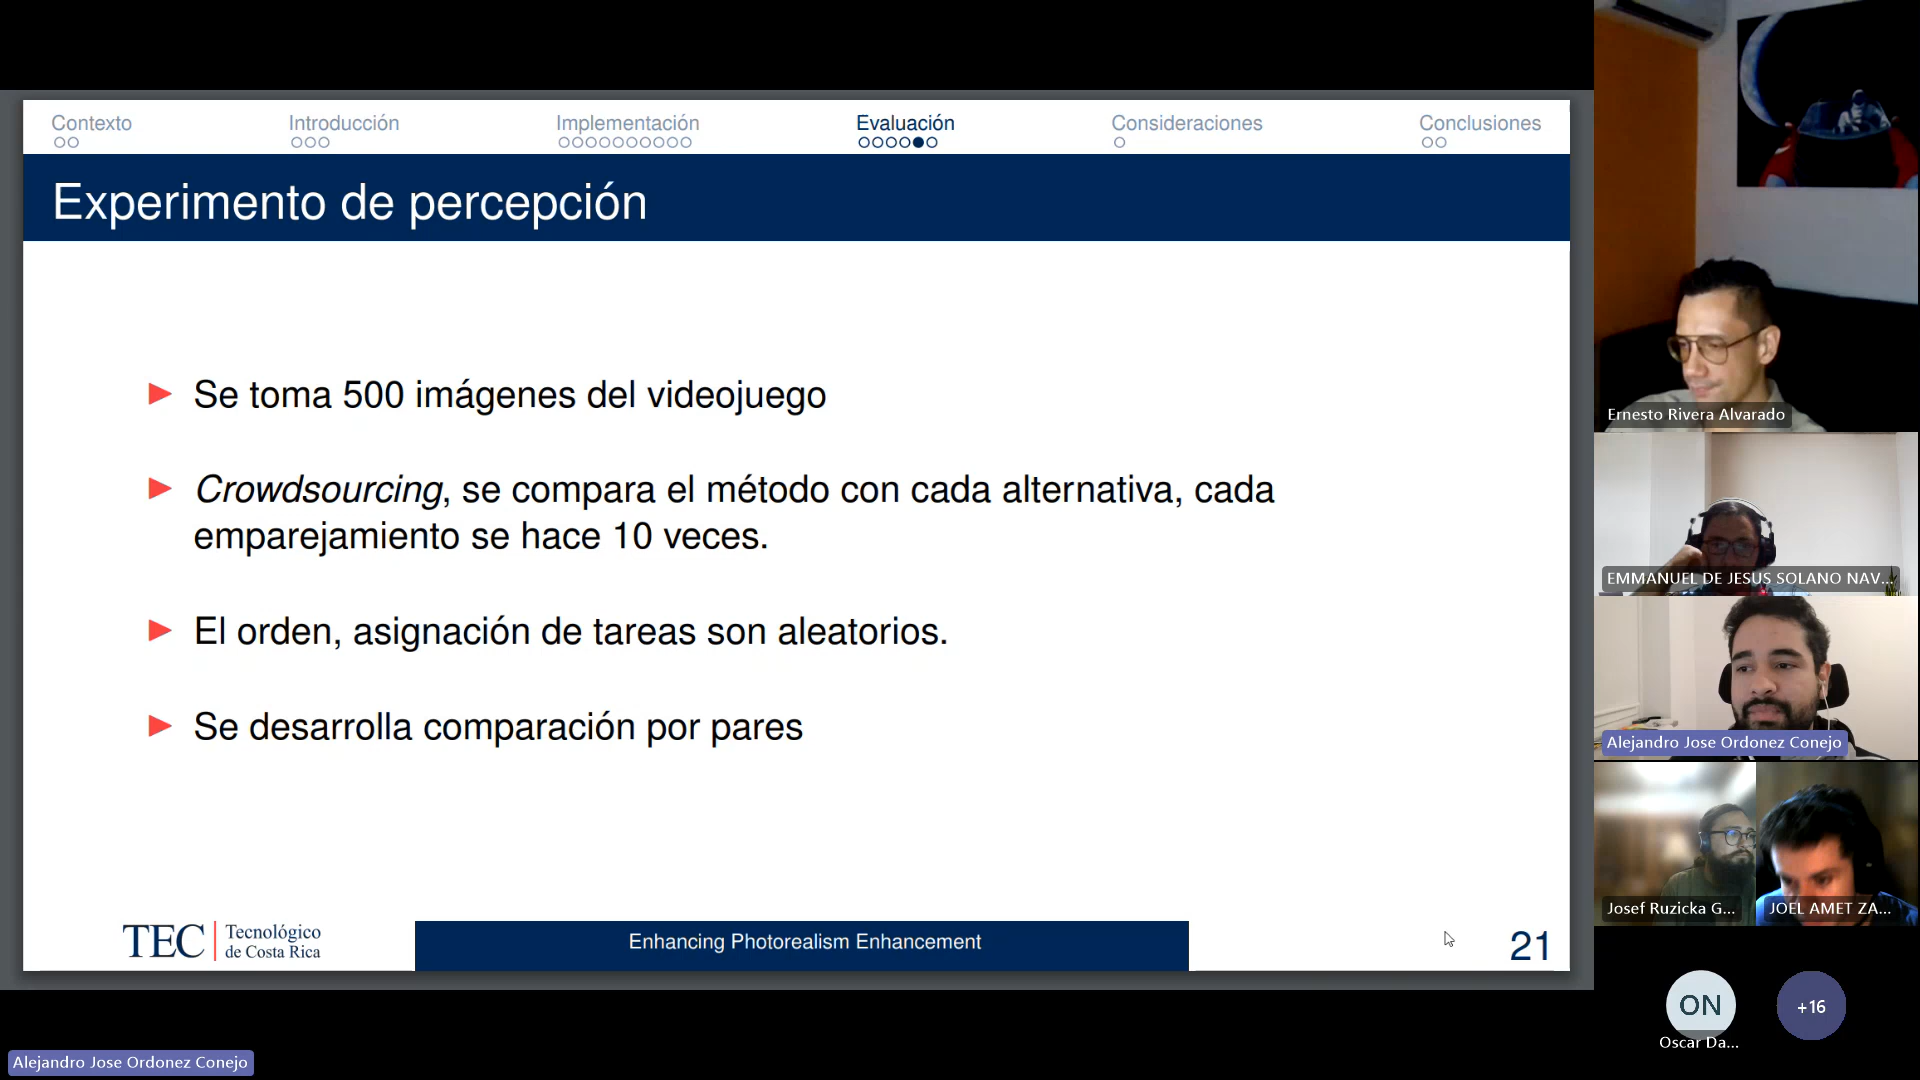 Contexto
Introducción
Implementación
Evaluación
Consideraciones
Conclusiones
Experimento de percepción
Se toma 500 imágenes del videojuego
Crowdsourcing, se compara el método con cada alternativa, cada
emparejamiento se hace 10 veces.
El orden, asignación de tareas son aleatorios.
Se desarrolla comparación por pares
TEC
Tecnológico
de Costa Rica
Enhancing Photorealism Enhancement
21
Ernesto Rivera Alvarado
EMMANUEL DE JESUS SOLANO NAV...
Alejandro Jose Ordonez Conejo
Josef Ruzicka G...
JOEL AMET ZA...
ON
+16
Oscar Da...
Alejandro Jose Ordonez Conejo